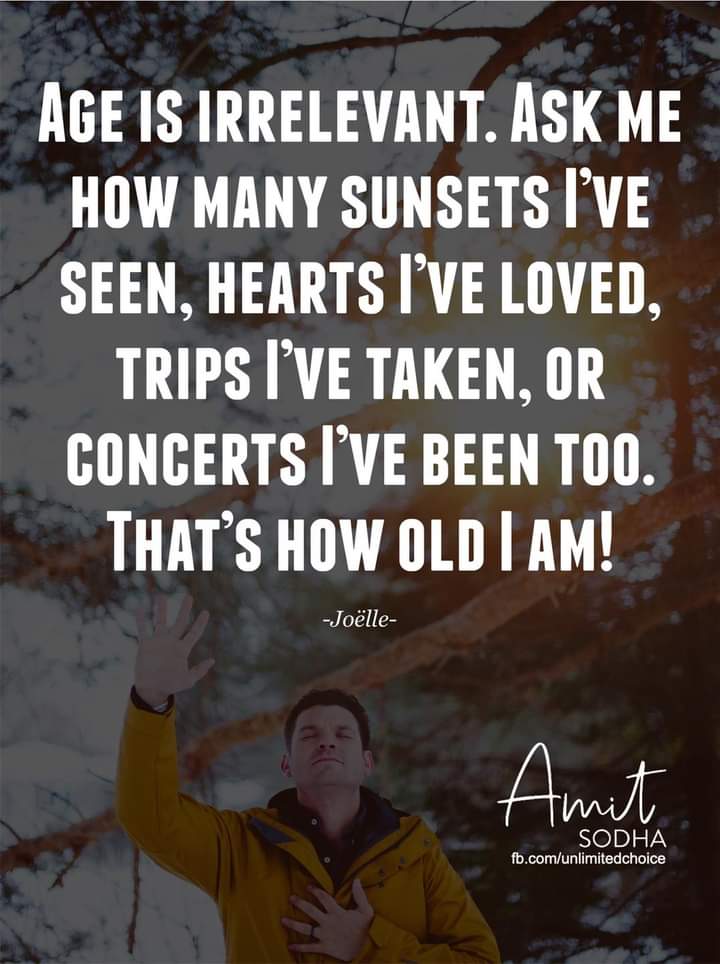 AGE IS IRRELEVANT. ASK ME
HOW MANY SUNSETS I'VE
SEEN, HEARTS I'VE LOVED,
TRIPS I'VE TAKEN, OR
CONCERTS I'VE BEEN TOO.
THAT'S HOW OLD I AM!
-Joëlle-
Amit
SODHA
fb.com/unlimitedchoice